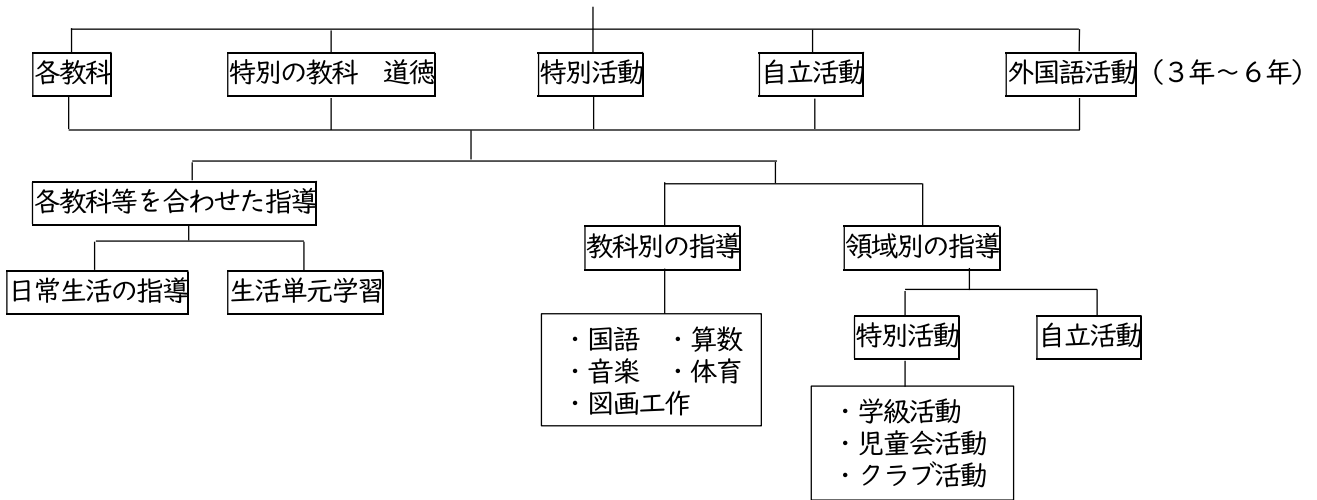 各教科
特別の教科　道徳
特別活動
自立活動
外国語活動（３年～６年）
各教科等を合わせた指導
日常生活の指導
生活単元学習
教科別の指導
領域別の指導
・国語　・算数
・音楽　・体育
・図画工作
特別活動
自立活動
・学級活動
・児童会活動
・クラブ活動